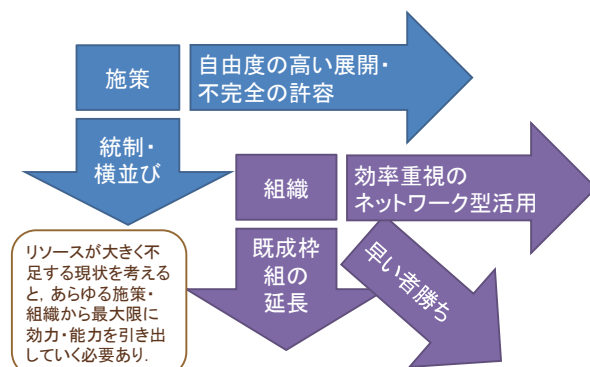 施策
自由度の高い展開・
不完全の許容
統制・
横並び
組織
効率重視の
ネットワーク型活用
既成枠
組の
延長
早い者勝ち
リソースが大きく不
足する現状を考える
と，あらゆる施策・
組織から最大限に
効力・能力を引き出
していく必要あり．